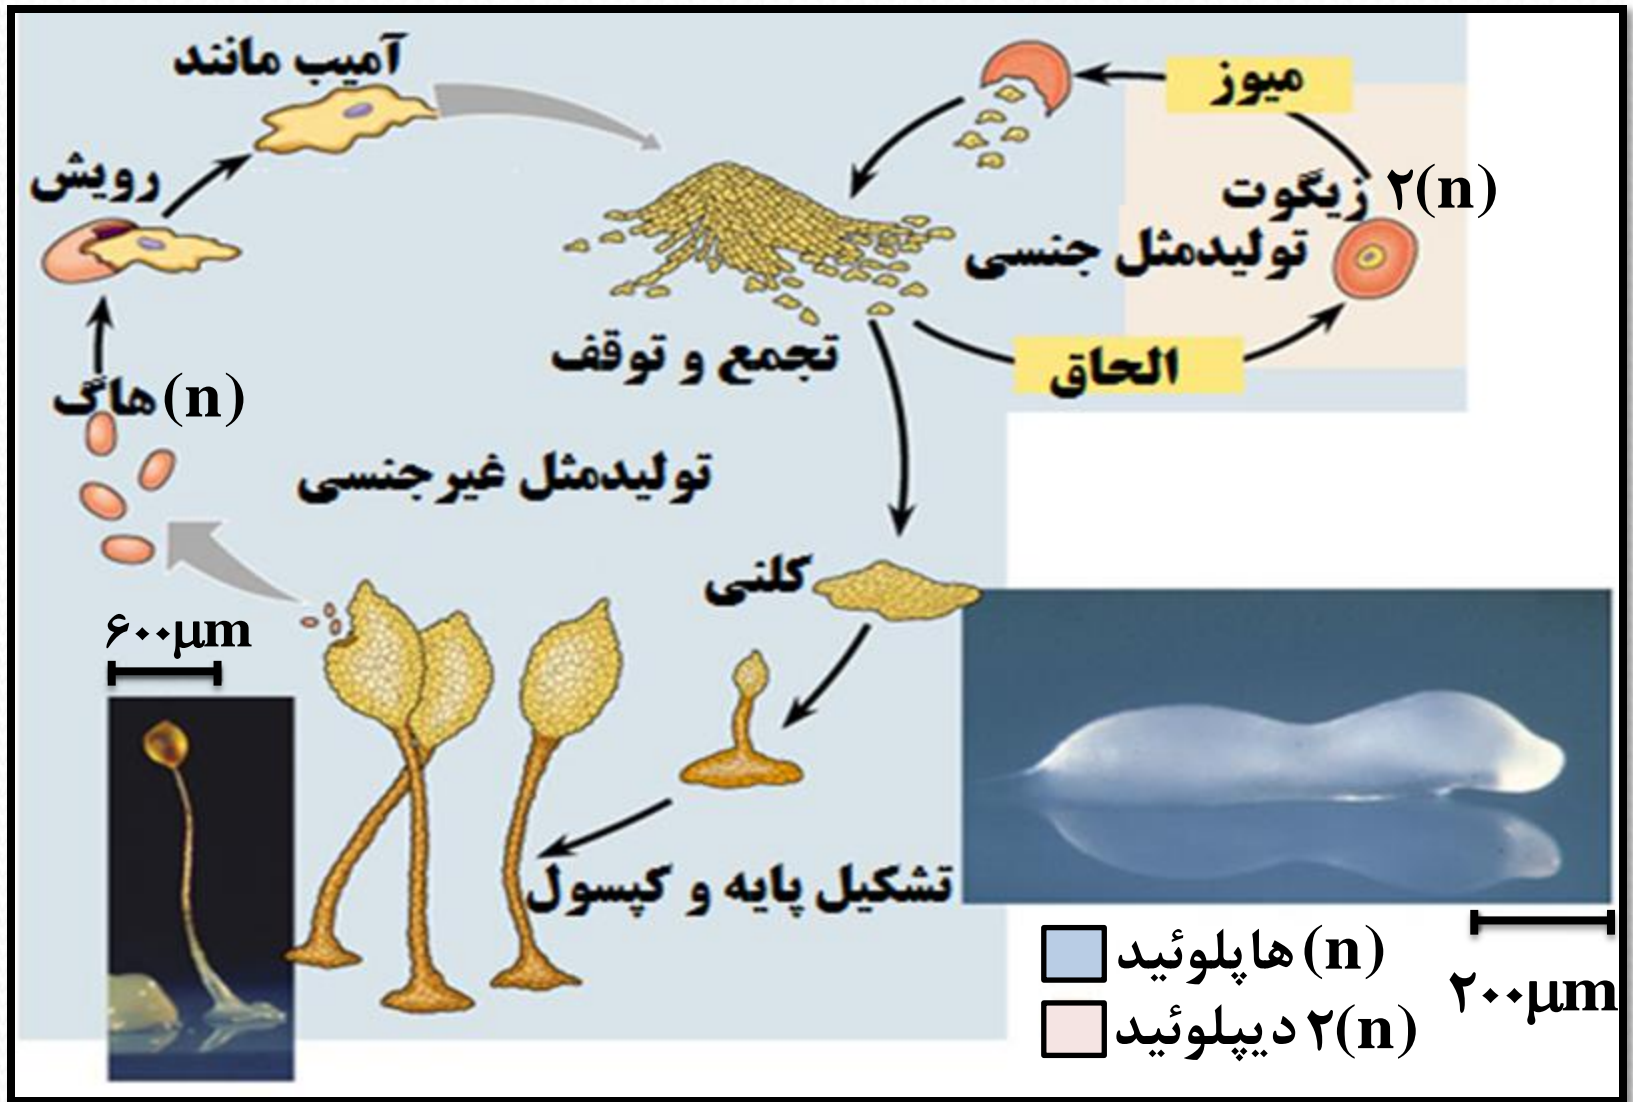 آمیب مانند
میوز
رویش
زیگوت ۲(n)
تولیدمثل جنسی
تجمع و توقف
الحاق
هاگ (n)
تولیدمثل غیرجنسی
کلنی
۶۰۰μm
تشکیل پایه و کپسول
هاپلوئید (n)
۲۰۰μm
دیپلوئید ۲(n)